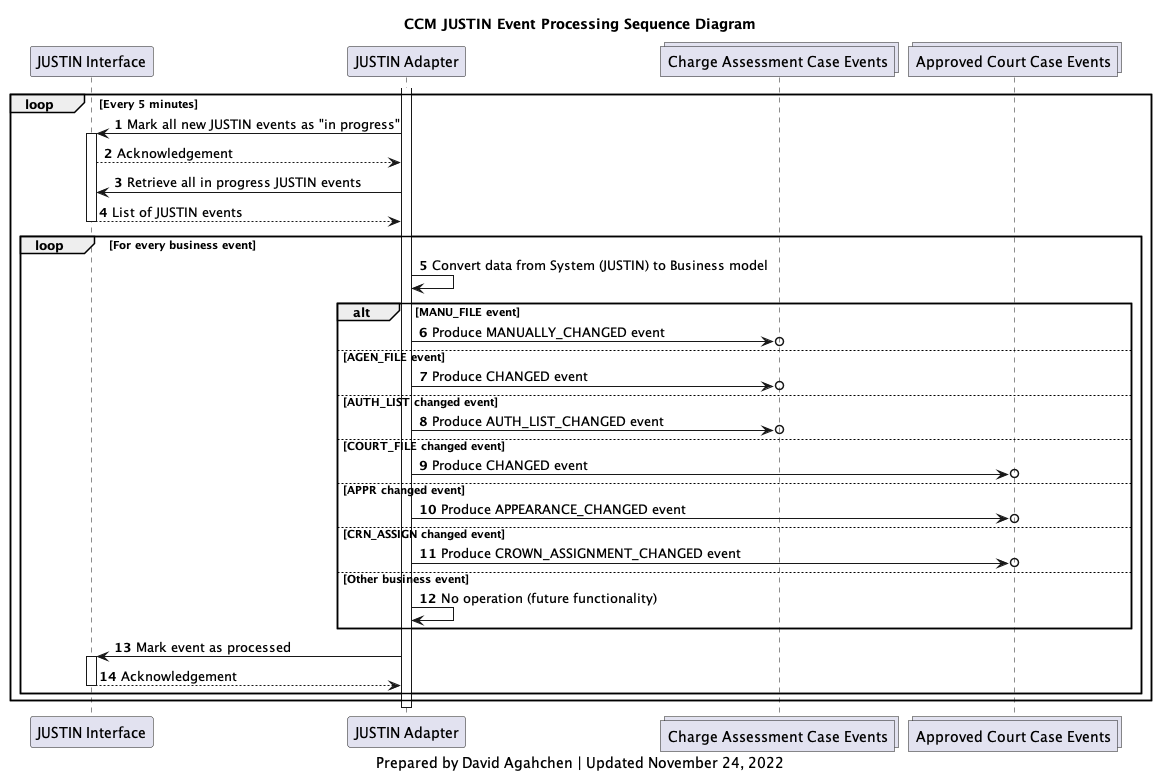 CCM JUSTIN Event Processing Sequence Diagram
JUSTIN Interface
JUSTIN Adapter
Charge Assessment Case Events
Approved Court Case Events
loop
[Every 5 minutes]
1 Mark all new JUSTIN events as "in progress"
2 Acknowledgement
3 Retrieve all in progress JUSTIN events
4 List of JUSTIN events
loop
[For every business event]
5 Convert data from System (JUSTIN) to Business model
alt
[MANU_FILE event]
6 Produce MANUALLY_CHANGED event
[AGEN_FILE event]
7 Produce CHANGED event
[AUTH_LIST changed event]
8 Produce AUTH_LIST_CHANGED event
[COURT_FILE changed event]
9 Produce CHANGED event
[APPR changed event]
10 Produce APPEARANCE_CHANGED event
[CRN_ASSIGN changed event]
11 Produce CROWN_ASSIGNMENT_CHANGED event
[Other business event]
12 No operation (future functionality)
13 Mark event as processed
14 Acknowledgement
JUSTIN Interface
JUSTIN Adapter
Charge Assessment Case Events
Approved Court Case Events
Prepared by David Agahchen | Updated November 24, 2022